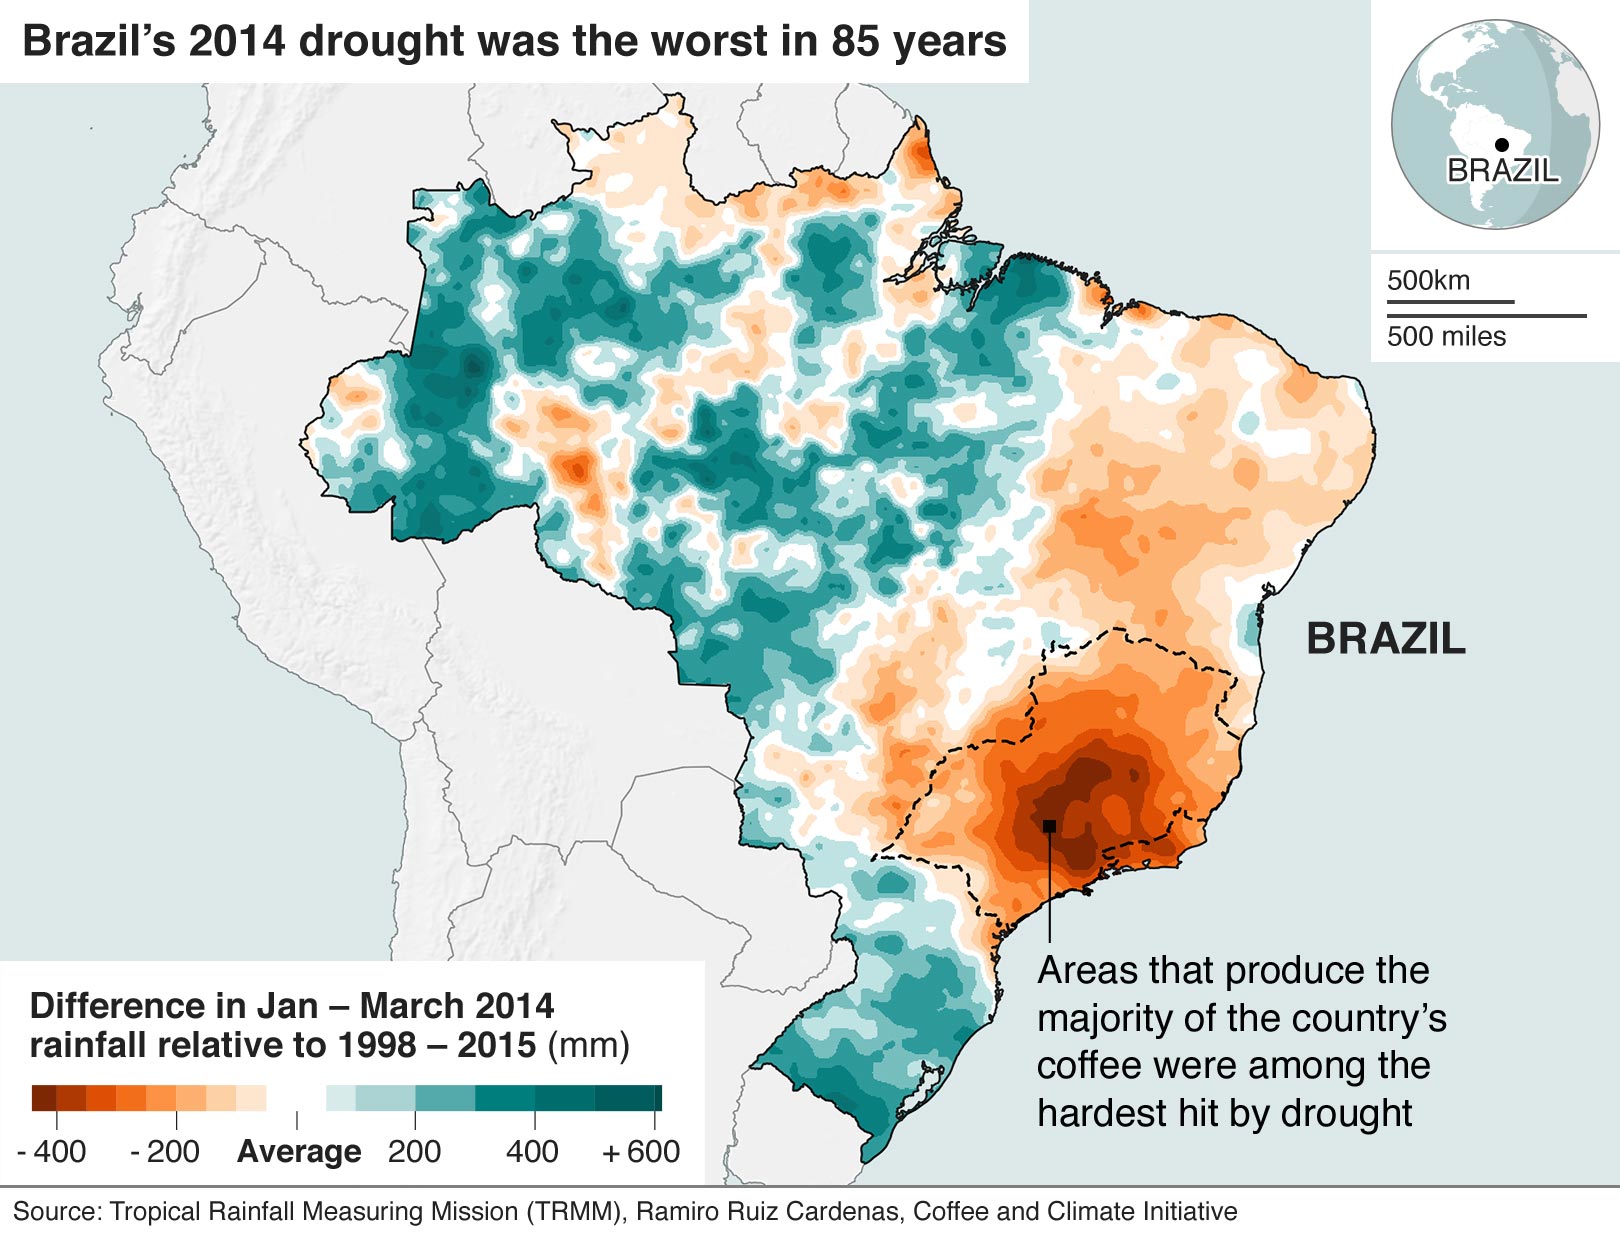 Brazil’s 2014 drought was the worst in 85 years
BRAZIL
500km
500 miles
BRAZIL
Areas that produce the
majority of the country’s
coffee were among the
hardest hit by drought
Difference in Jan – March 2014
rainfall relative to 1998 – 2015 (mm)
- 400 - 200 Average 200 400 + 600
Source: Tropical Rainfall Measuring Mission (TRMM), Ramiro Ruiz Cardenas, Coffee and Climate Initiative